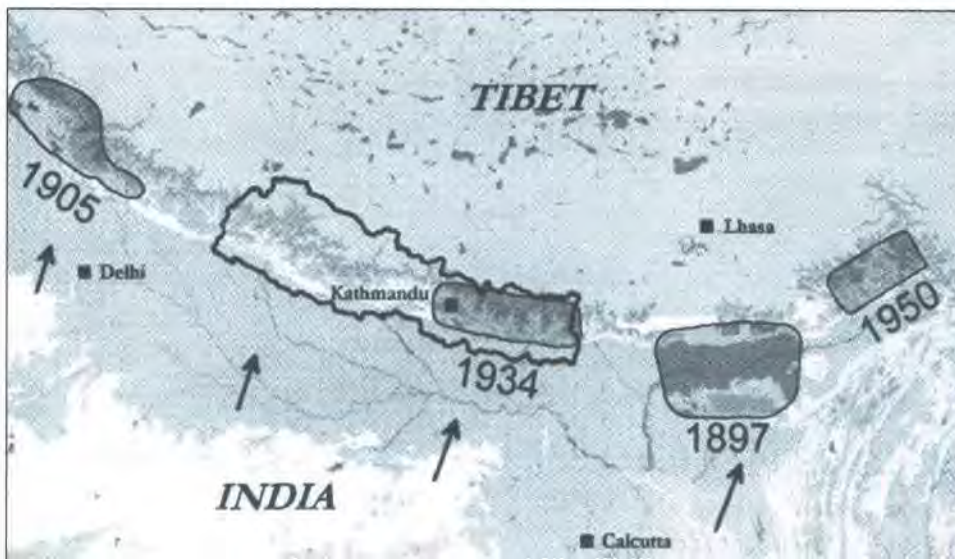 TIBET
1905
Lhasa
Delhi
Kathmandu
1950
1934
1897
INDIA
Calcutta